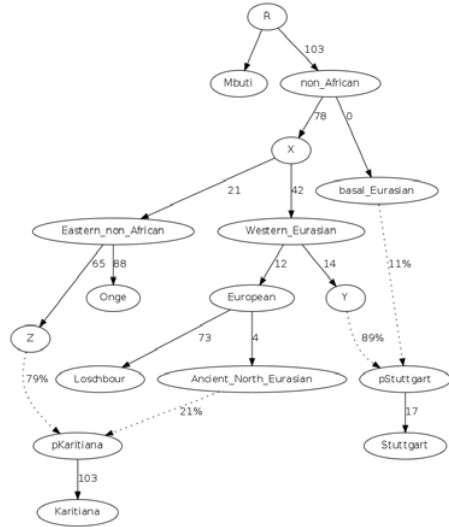 R
103
Mbuti
non_African
78
0
X
21
42
basal_Eurasian
Eastern_non_African
Western_Eurasian
65
88
12
14
11%
Onge
European
Y
Z
73
4
89%
79%
Loschbour
Ancient_North_Eurasian
pStuttgart
21%
17
pKaritiana
Stuttgart
103
Karitiana